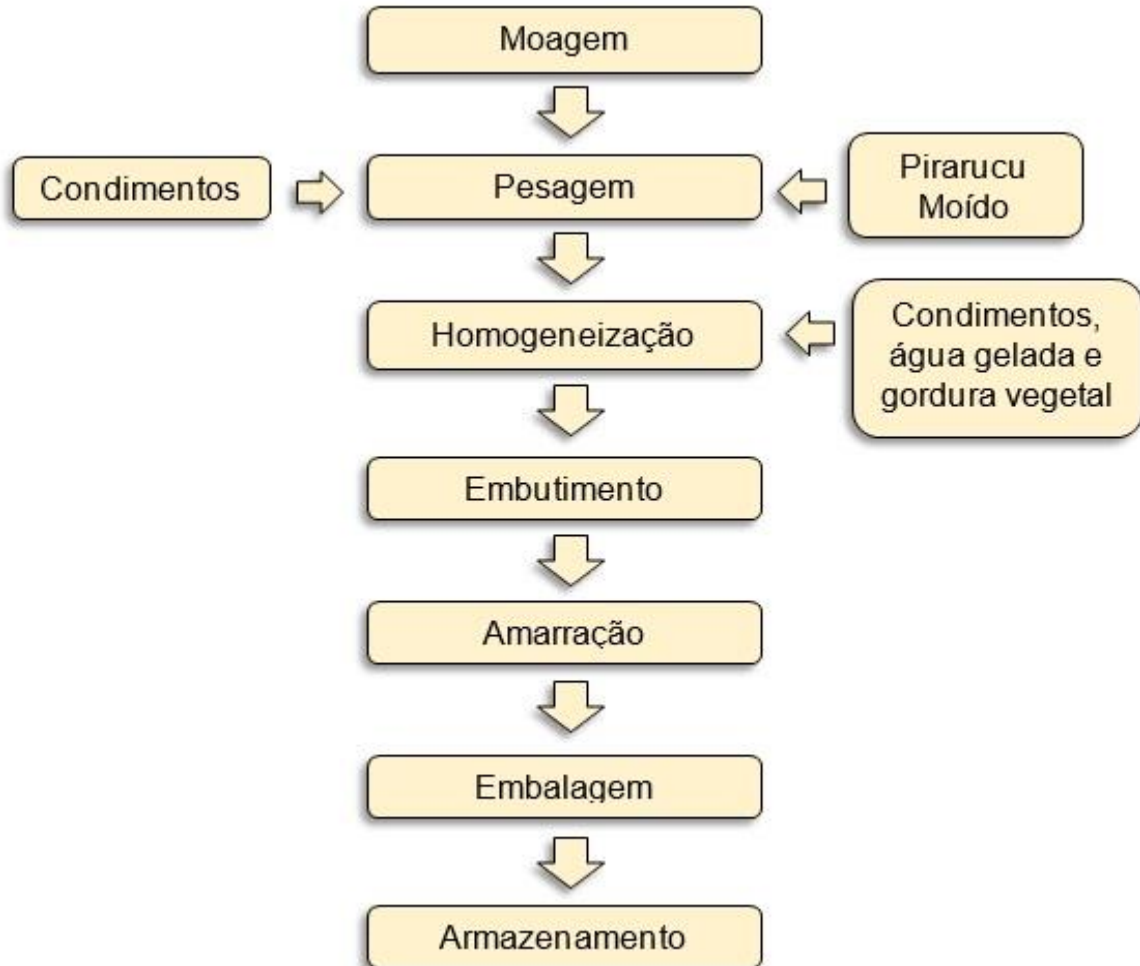 Moagem
Condimentos
Pesagem
Pirarucu
Moído
Homogeneização
Condimentos,
água gelada e
gordura vegetal
Embutimento
Amarração
Embalagem
Armazenamento